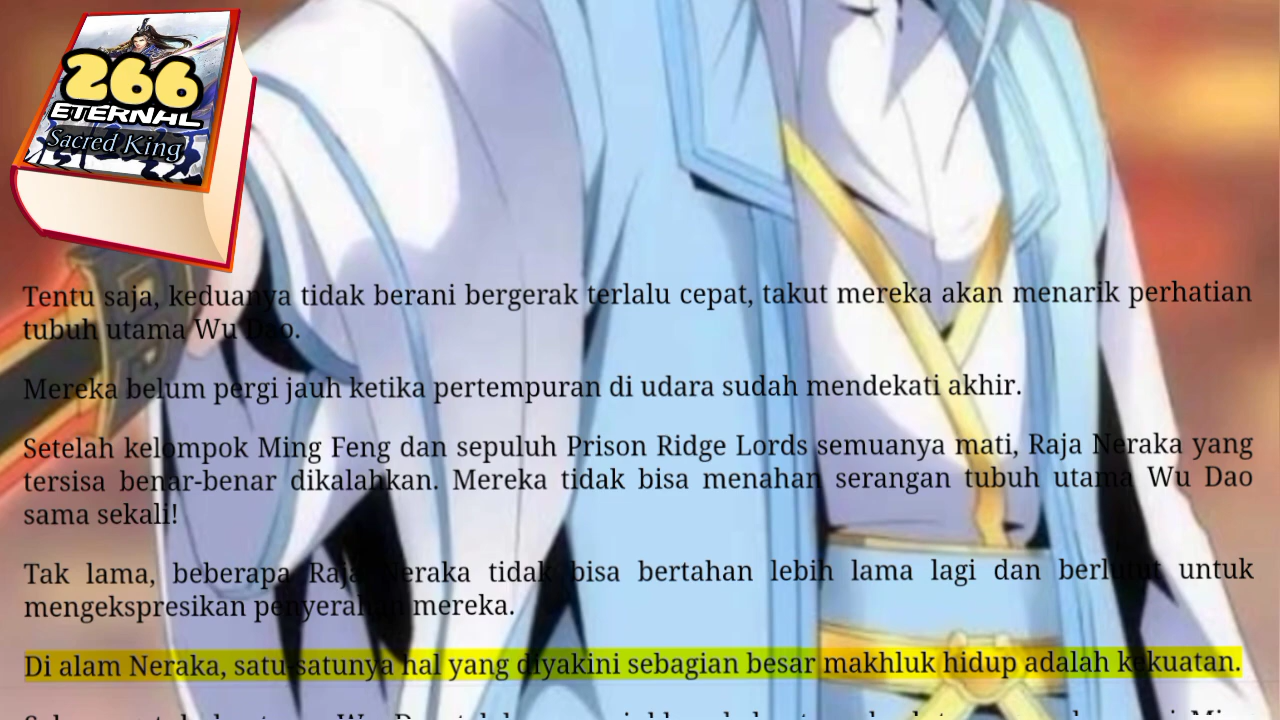 266
ETERNAL
Sacred King
Tentu saja, keduanya tidak berani bergerak terlalu cepat, takut mereka akan menarik perhatian
tubuh utama Wu Dao.
Mereka belum pergi jauh ketika pertempuran di udara sudah mendekati akhir.
Setelah kelompok Ming Feng dan sepuluh Prison Ridge Lords semuanya mati, Raja Neraka yang
tersisa benar-benar dikalahkan. Mereka tidak bisa menahan serangan tubuh utama Wu Dao
sama sekali!
Tak lama, beberapa Raja Neraka tidak bisa bertahan lebih lama lagi dan berlutut untuk
mengekspresikan penyerahan mereka.
Di alam Neraka, satu-satunya hal yang diyakini sebagian besar makhluk hidup adalah kekuatan.